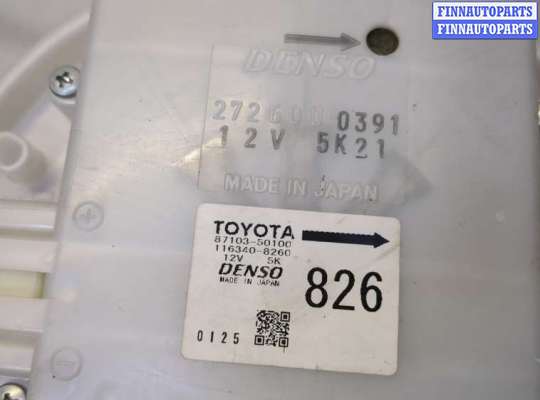 FINNAUTOPARTS
FINNAUTOPARTS
DENSO
272600 0391
12V 5K21
MADE IN JAPAN
TOYOTA
87103-50100
116340-8260
12V 5K
DENSO
MADE IN JAPAN
826
0125